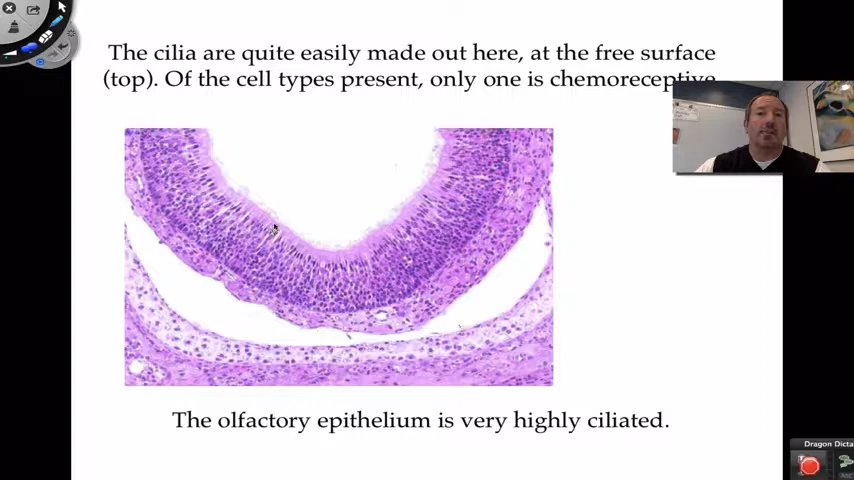 The cilia are quite easily made out here, at the free surface
(top). Of the cell types present, only one is chemoreceptive
The olfactory epithelium is very highly ciliated.
Dragon Dicta